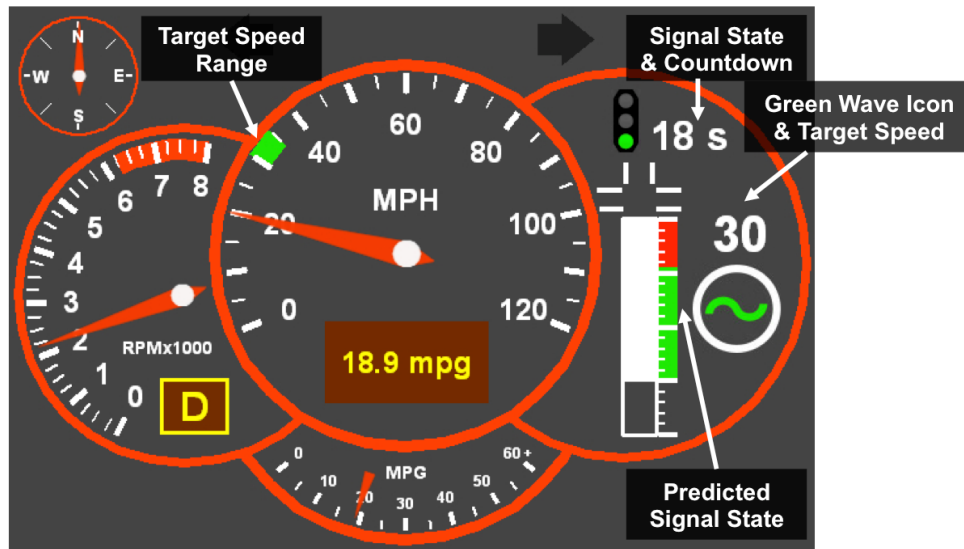 Target Speed
Range
Signal State
& Countdown
Green Wave Icon
& Target Speed
N
W
E
S
18 s
60
40
80
MPH
20
100
0
120
30
6
7
8
5
4
3
2
1
0
RPMx1000
D
18.9 mpg
MPG
0
10
20
30
40
50
60+
Predicted
Signal State